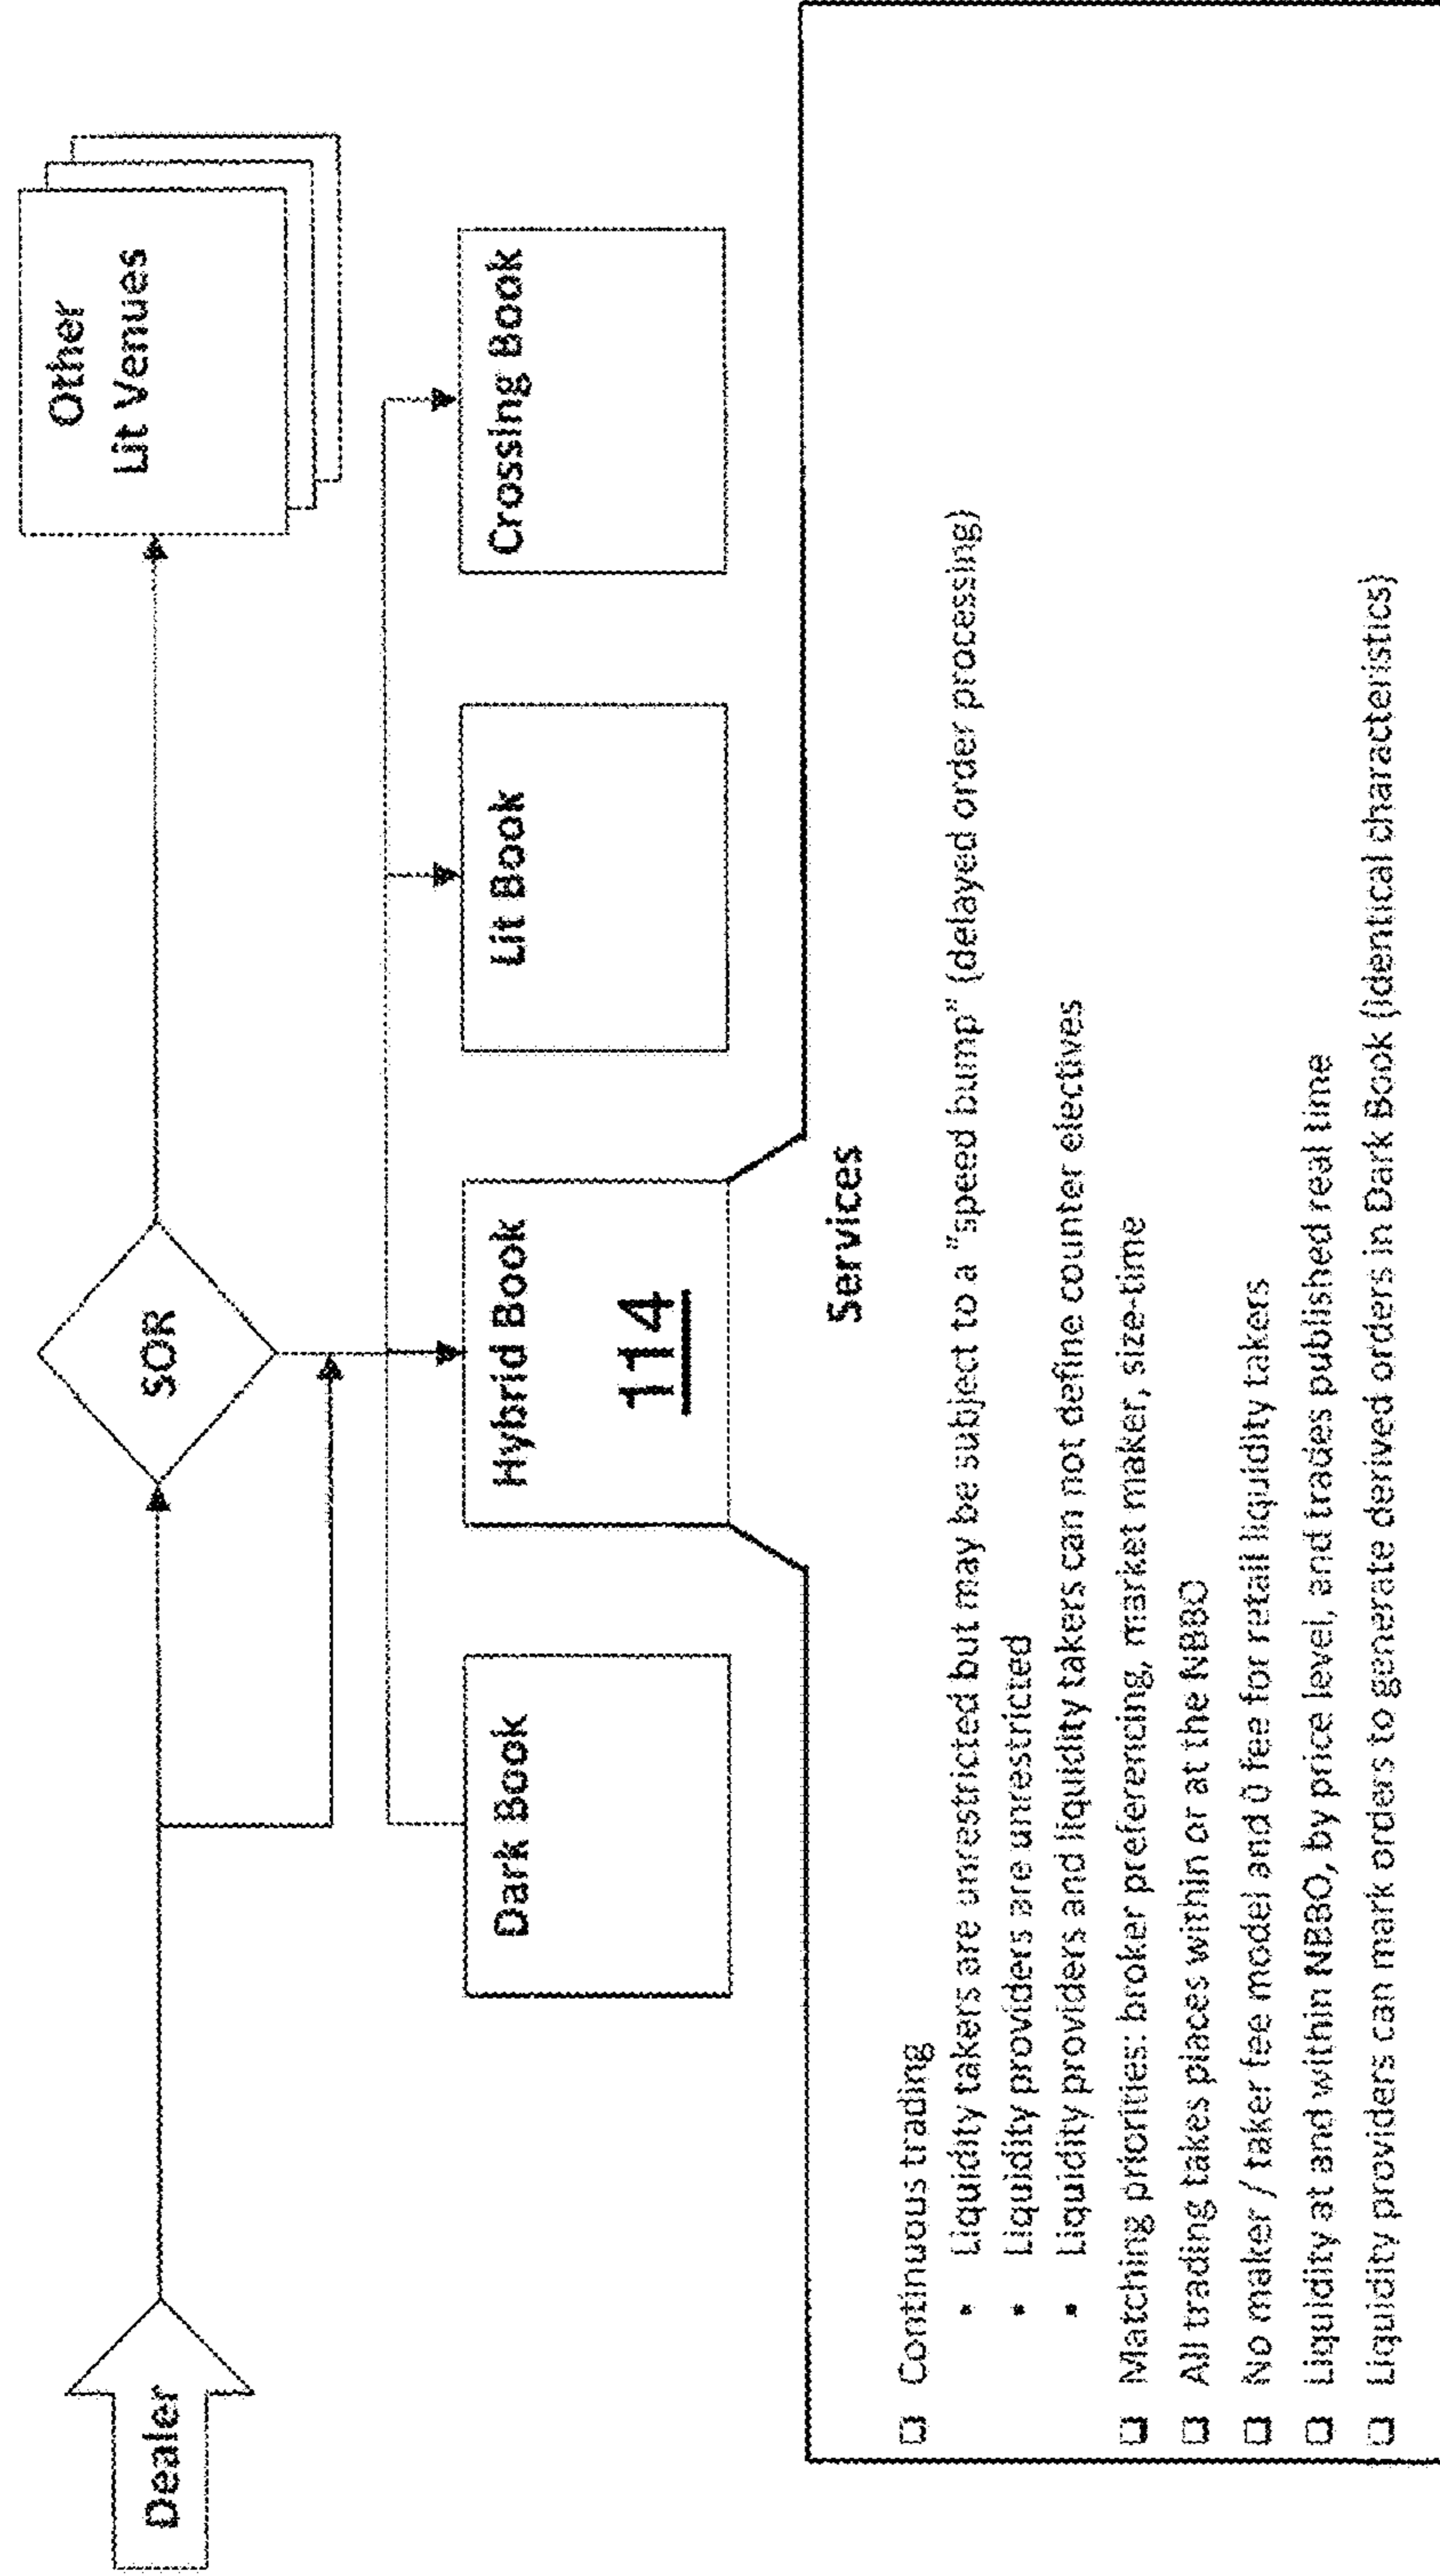 Dealer
SOR
Other
Lit Venues
Dark Book
Hybrid Book
114
Lit Book
Crossing Book
Services
❑ Continuous trading
• Liquidity takers are unrestricted but may be subject to a "speed bump" (delayed order processing)
• Liquidity providers are unrestricted
• Liquidity providers and liquidity takers can not define counter electives
❑ Matching priorities: broker preferencing, market maker, size-time
❑ All trading takes places within or at the NBBO
❑ No maker / taker fee model and 0 fee for retail liquidity takers
❑ Liquidity at and within NBBO, by price level, and trades published real time
❑ Liquidity providers can mark orders to generate derived orders in Dark Book (identical characteristics)